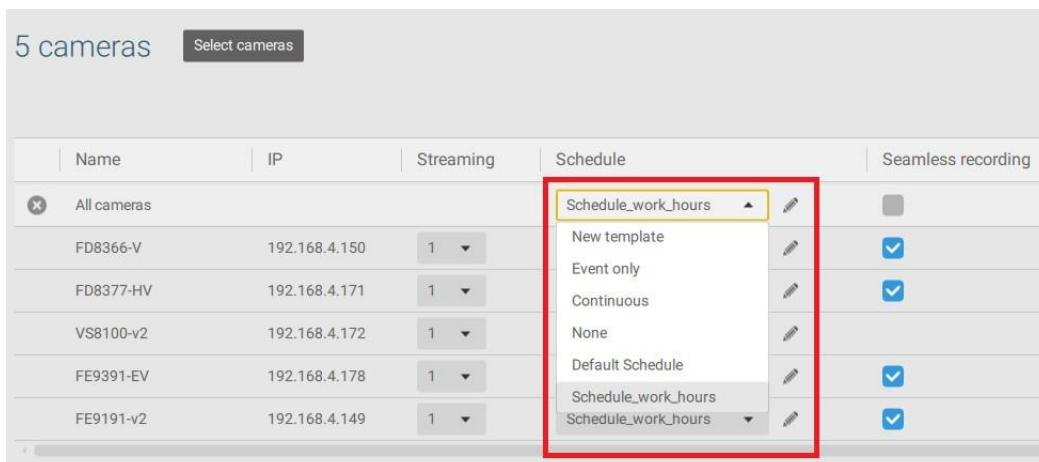 5 cameras Select cameras
Name IP Streaming Schedule Seamless recording
All cameras Schedule_work_hours
New template
FD8366-V 192.168.4.150 1
Event only
FD8377-HV 192.168.4.171 1
Continuous
VS8100-v2 192.168.4.172 1
None
Default Schedule
FE9391-EV 192.168.4.178 1
Schedule_work_hours
FE9191-v2 192.168.4.149 1 Schedule_work_hours